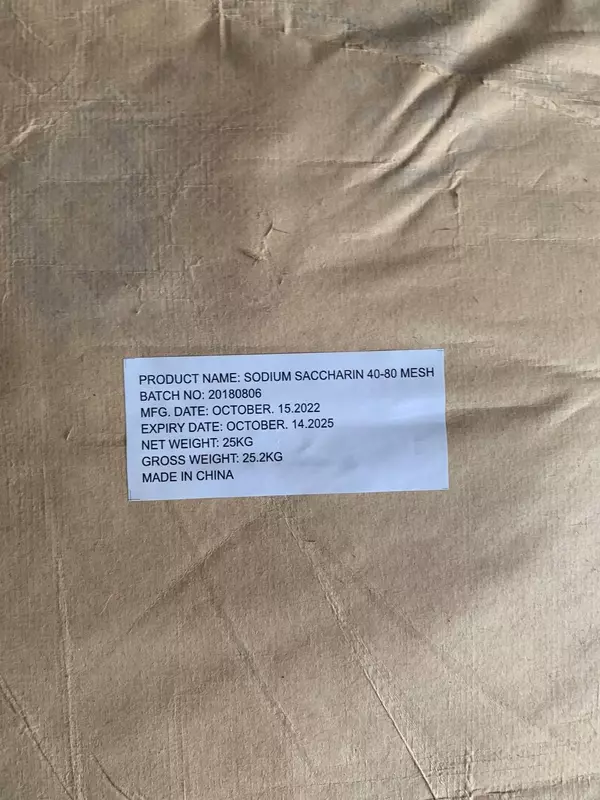 PRODUCT NAME: SODIUM SACCHARIN 40-80 MESH
BATCH NO: 20180806
MFG. DATE: OCTOBER. 15.2022
EXPIRY DATE: OCTOBER. 14.2025
NET WEIGHT: 25KG
GROSS WEIGHT: 25.2KG
MADE IN CHINA